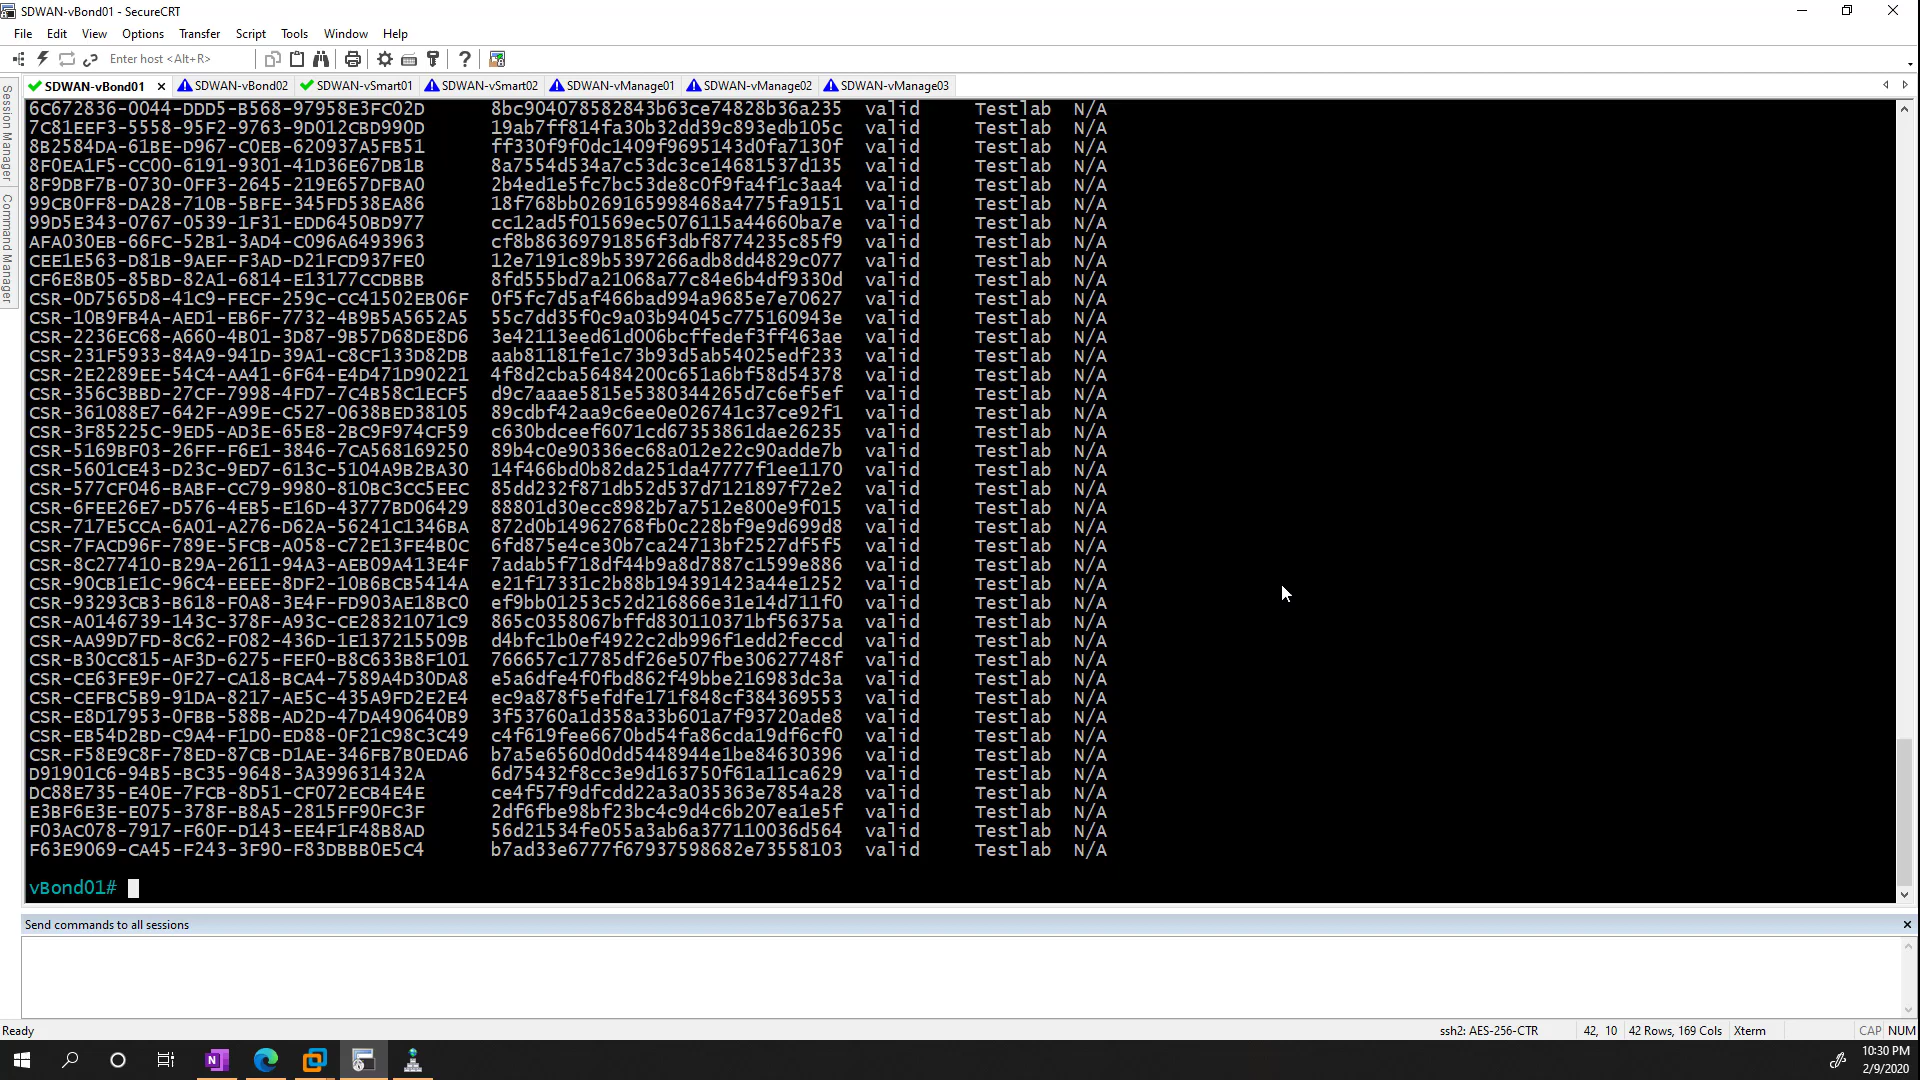 SDWAN-vBond01 - SecureCRT
File Edit View Options Transfer Script Tools Window Help
Enter host <Alt+R>
SDWAN-vBond01 SDWAN-vBond02 SDWAN-vSmart01 SDWAN-vSmart02 SDWAN-vManage01 SDWAN-vManage02 SDWAN-vManage03
Session Manager
Command Manager
6C672836-0044-DDD5-B568-97958E3FC02D 8bc904078582843b63ce74828b36a235 valid Testlab N/A
7C81EEF3-5558-95F2-9763-9D012CBD990D 19ab7ff814fa30b32dd39c893edb105c valid Testlab N/A
8B2584DA-61BE-D967-C0EB-620937A5FB51 ff330f9f0dc1409f9695143d0fa7130f valid Testlab N/A
8F0EA1F5-CC00-6191-9301-41D36E67DB1B 8a7554d534a7c53dc3ce14681537d135 valid Testlab N/A
8F9DBF7B-0730-0FF3-2645-219E657DFBA0 2b4ed1e5fc7bc53de8c0f9fa4f1c3aa4 valid Testlab N/A
99CB0FF8-DA28-710B-5BFE-345FD538EA86 18f768bb0269165998468a4775fa9151 valid Testlab N/A
99D5E343-0767-0539-1F31-EDD6450BD977 cc12ad5f01569ec5076115a44660ba7e valid Testlab N/A
AFA030EB-66FC-52B1-3AD4-C096A6493963 cf8b86369791856f3dbf8774235c85f9 valid Testlab N/A
CEE1E563-D81B-9AEF-F3AD-D21FCD937FE0 12e7191c89b5397266adb8dd4829c077 valid Testlab N/A
CF6E8B05-85BD-82A1-6814-E13177CCDBBB 8fd555bd7a21068a77c84e6b4df9330d valid Testlab N/A
CSR-0D7565D8-41C9-FECF-259C-CC41502EB06F 0f5fc7d5af466bad994a9685e7e70627 valid Testlab N/A
CSR-10B9FB4A-AED1-EB6F-7732-4B9B5A5652A5 55c7dd35f0c9a03b94045c775160943e valid Testlab N/A
CSR-2236EC68-A660-4B01-3D87-9B57D68DE8D6 3e42113eed61d006bcffedef3ff463ae valid Testlab N/A
CSR-231F5933-84A9-941D-39A1-C8CF133D82DB aab81181fe1c73b93d5ab54025edf233 valid Testlab N/A
CSR-2E2289EE-54C4-AA41-6F64-E4D471D90221 4f8d2cba56484200c651a6bf58d54378 valid Testlab N/A
CSR-356C3BBD-27CF-7998-4FD7-7C4B58C1ECF5 d9c7aaae5815e5380344265d7c6ef5ef valid Testlab N/A
CSR-361088E7-642F-A99E-C527-0638BED38105 89cdbf42aa9c6ee0e026741c37ce92f1 valid Testlab N/A
CSR-3F85225C-9ED5-AD3E-65E8-2BC9F974CF59 c630bdceef6071cd67353861dae26235 valid Testlab N/A
CSR-5169BF03-26FF-F6E1-3846-7CA568169250 89b4c0e90336ec68a012e22c90adde7b valid Testlab N/A
CSR-5601CE43-D23C-9ED7-613C-5104A9B2BA30 14f466bd0b82da251da47777f1ee1170 valid Testlab N/A
CSR-577CF046-BABF-CC79-9980-810BC3CC5EEC 85dd232f871db52d537d7121897f72e2 valid Testlab N/A
CSR-6FEE26E7-D576-4EB5-E16D-43777BD06429 88801d30ecc8982b7a7512e800e9f015 valid Testlab N/A
CSR-717E5CCA-6A01-A276-D62A-56241C1346BA 872d0b14962768fb0c228bf9e9d699d8 valid Testlab N/A
CSR-7FACD96F-789E-5FCB-A058-C72E13FE4B0C 6fd875e4ce30b7ca24713bf2527df5f5 valid Testlab N/A
CSR-8C277410-B29A-2611-94A3-AEB09A413E4F 7adab5f718df44b9a8d7887c1599e886 valid Testlab N/A
CSR-90CB1E1C-96C4-EEEE-8DF2-10B6BCB5414A e21f17331c2b88b194391423a44e1252 valid Testlab N/A
CSR-93293CB3-B618-F0A8-3E4F-FD903AE18BC0 ef9bb01253c52d216866e31e14d711f0 valid Testlab N/A
CSR-A0146739-143C-378F-A93C-CE28321071C9 865c0358067bffd830110371bf56375a valid Testlab N/A
CSR-AA99D7FD-8C62-F082-436D-1E137215509B d4bfc1b0ef4922c2db996f1edd2feccd valid Testlab N/A
CSR-B30CC815-AF3D-6275-FEF0-B8C633B8F101 766657c17785df26e507fbe30627748f valid Testlab N/A
CSR-CE63FE9F-0F27-CA18-BCA4-7589A4D30DA8 e5a6dfe4f0fbd862f49bbe216983dc3a valid Testlab N/A
CSR-CEFBC5B9-91DA-8217-AE5C-435A9FD2E2E4 ec9a878f5efdfe171f848cf384369553 valid Testlab N/A
CSR-E8D17953-0FBB-588B-AD2D-47DA490640B9 3f53760a1d358a33b601a7f93720ade8 valid Testlab N/A
CSR-EB54D2BD-C9A4-F1D0-ED88-0F21C98C3C49 c4f619fee6670bd54fa86cda19df6cf0 valid Testlab N/A
CSR-F58E9C8F-78ED-87CB-D1AE-346FB7B0EDA6 b7a5e6560d0dd5448944e1be84630396 valid Testlab N/A
D91901C6-94B5-BC35-9648-3A399631432A 6d75432f8cc3e9d163750f61a11ca629 valid Testlab N/A
DC88E735-E40E-7FCB-8D51-CF072ECB4E4E ce4f57f9dfcdd22a3a035363e7854a28 valid Testlab N/A
E3BF6E3E-E075-378F-B8A5-2815FF90FC3F 2df6fbe98bf23bc4c9d4c6b207ea1e5f valid Testlab N/A
F03AC078-7917-F60F-D143-EE4F1F48B8AD 56d21534fe055a3ab6a377110036d564 valid Testlab N/A
F63E9069-CA45-F243-3F90-F83DBBB0E5C4 b7ad33e6777f67937598682e73558103 valid Testlab N/A
vBond01#
Send commands to all sessions
Ready ssh2: AES-256-CTR 42, 10 42 Rows, 169 Cols Xterm CAP NUM
10:30 PM
2/9/2020